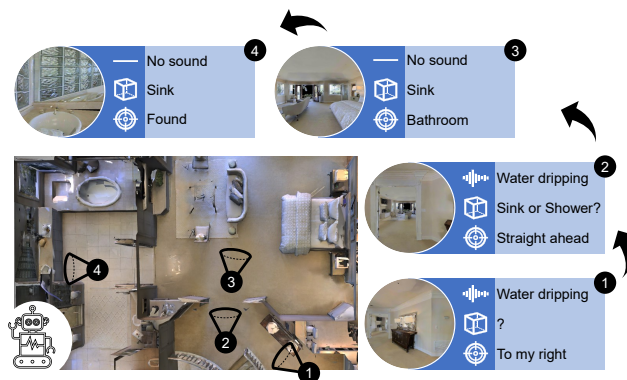 4
No sound
Sink
Found
3
No sound
Sink
Bathroom
2
Water dripping
Sink or Shower?
Straight ahead
1
Water dripping
?
To my right
4
3
2
1